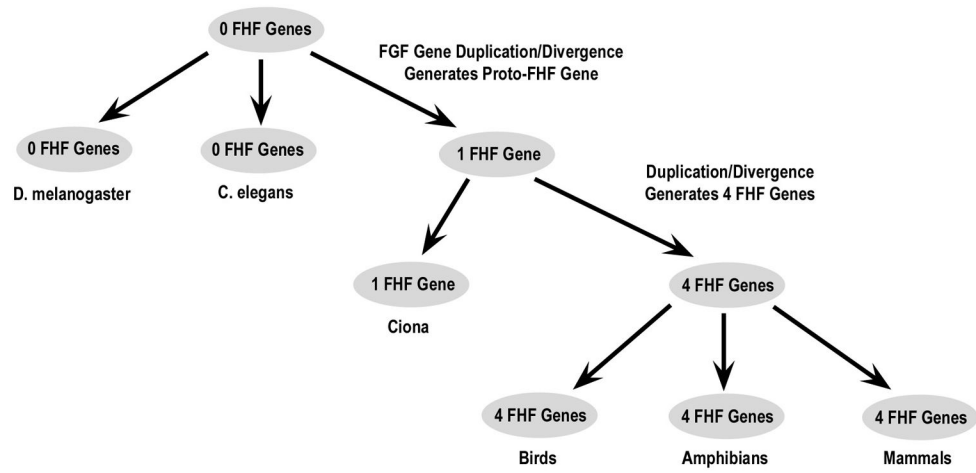 0 FHF Genes
FGF Gene Duplication/Divergence
Generates Proto-FHF Gene
0 FHF Genes
0 FHF Genes
1 FHF Gene
D. melanogaster
C. elegans
Duplication/Divergence
Generates 4 FHF Genes
1 FHF Gene
4 FHF Genes
Ciona
4 FHF Genes
4 FHF Genes
4 FHF Genes
Birds
Amphibians
Mammals